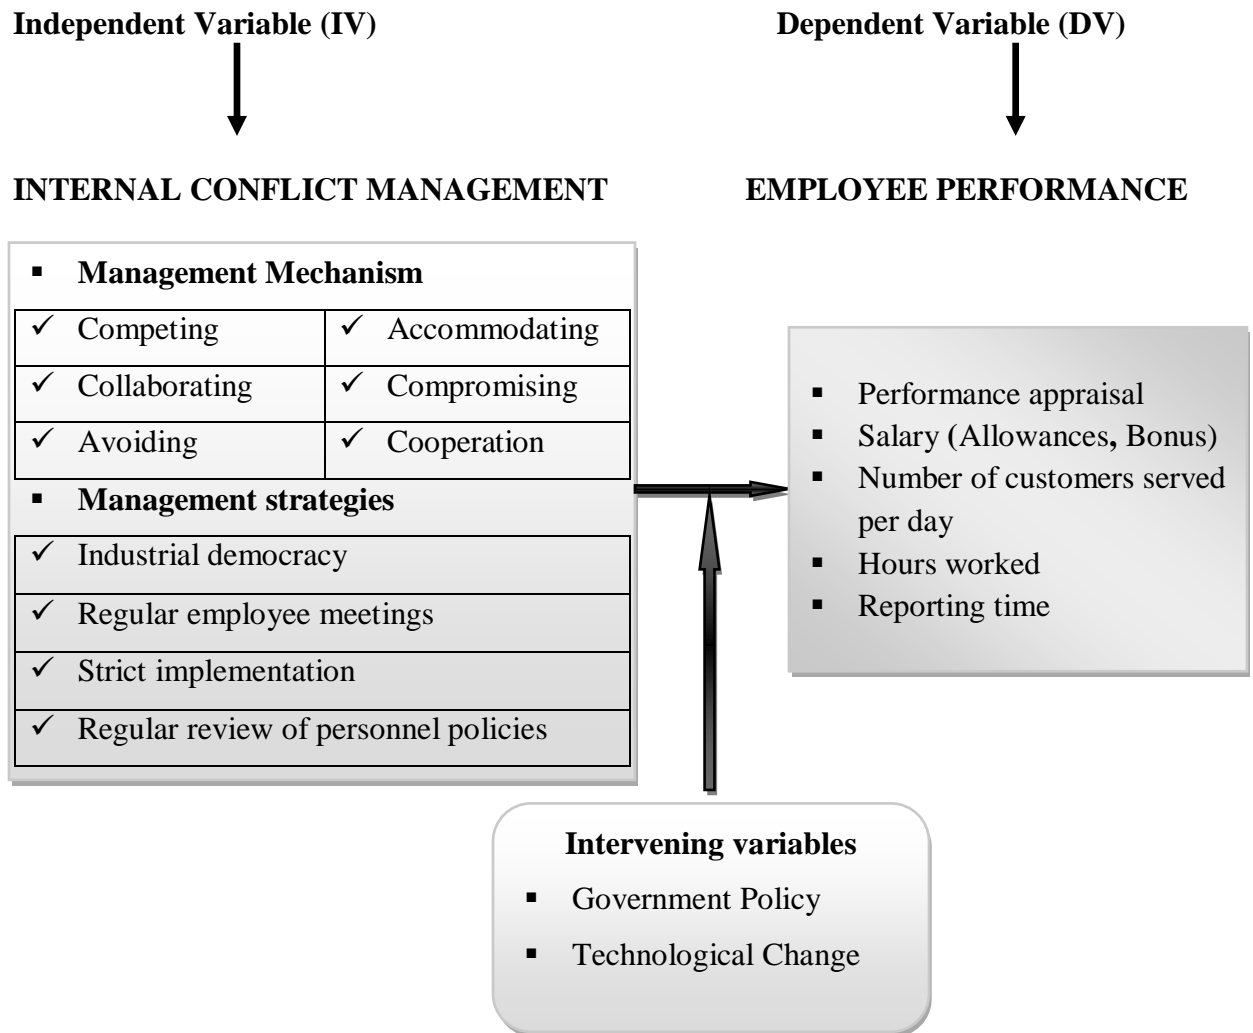 Independent Variable (IV)
Dependent Variable (DV)
INTERNAL CONFLICT MANAGEMENT
EMPLOYEE PERFORMANCE
▪ Management Mechanism
✓ Competing
✓ Accommodating
✓ Collaborating
✓ Compromising
✓ Avoiding
✓ Cooperation
▪ Management strategies
✓ Industrial democracy
✓ Regular employee meetings
✓ Strict implementation
✓ Regular review of personnel policies
▪ Performance appraisal
▪ Salary (Allowances, Bonus)
▪ Number of customers served
per day
▪ Hours worked
▪ Reporting time
Intervening variables
▪ Government Policy
▪ Technological Change